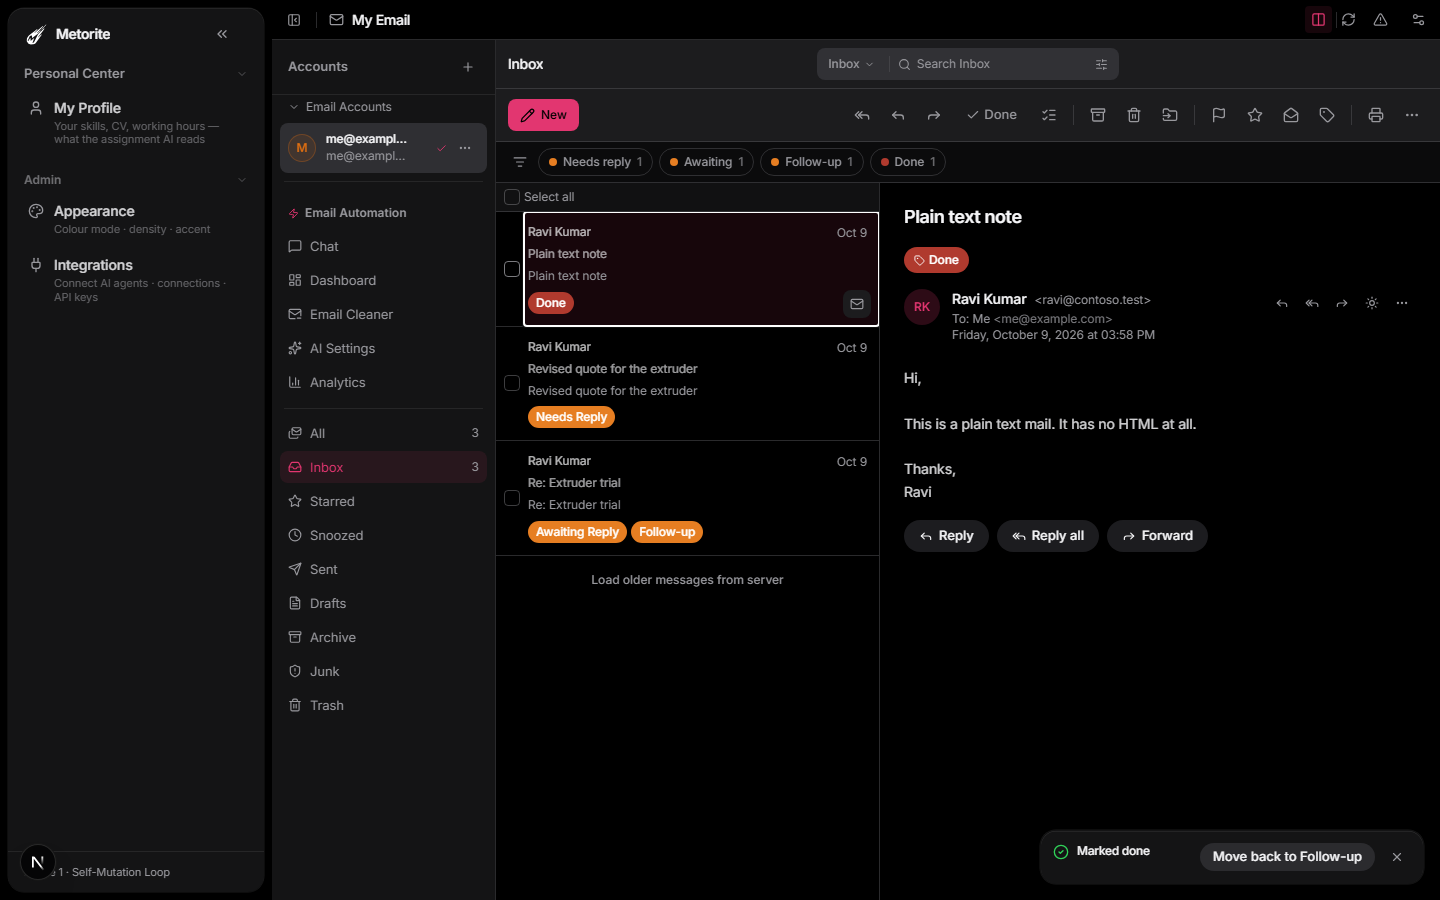 Metorite
Personal Center
My Profile
Your skills, CV, working hours —
what the assignment AI reads
Admin
Appearance
Colour mode · density · accent
Integrations
Connect AI agents · connections ·
API keys
N
1 · Self-Mutation Loop
My Email
Accounts
Email Accounts
M
me@exampl...
me@exampl...
Email Automation
Chat
Dashboard
Email Cleaner
AI Settings
Analytics
All 3
Inbox 3
Starred
Snoozed
Sent
Drafts
Archive
Junk
Trash
Inbox
Inbox Search Inbox
New
Done
Needs reply 1 Awaiting 1 Follow-up 1 Done 1
Select all
Ravi Kumar Oct 9
Plain text note
Plain text note
Done
Ravi Kumar Oct 9
Revised quote for the extruder
Revised quote for the extruder
Needs Reply
Ravi Kumar Oct 9
Re: Extruder trial
Re: Extruder trial
Awaiting Reply Follow-up
Load older messages from server
Plain text note
Done
RK
Ravi Kumar <ravi@contoso.test>
To: Me <me@example.com>
Friday, October 9, 2026 at 03:58 PM
Hi,
This is a plain text mail. It has no HTML at all.
Thanks,
Ravi
Reply Reply all Forward
Marked done Move back to Follow-up